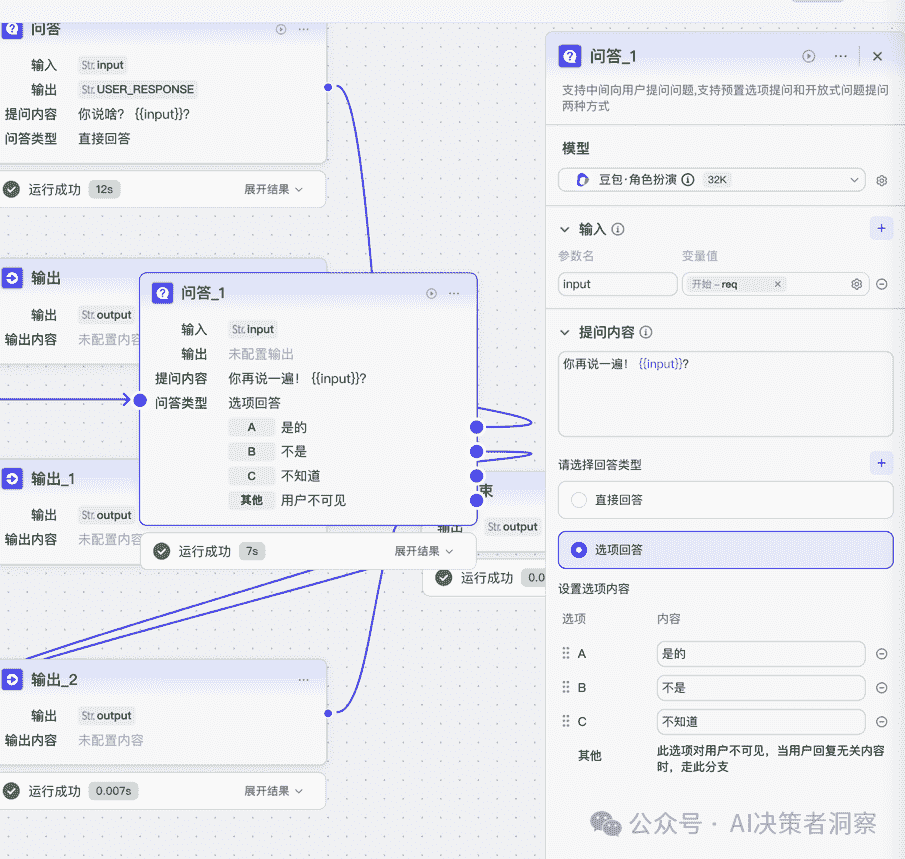 问答
输入 Str. input
输出 Str. USER_RESPONSE
提问内容 你说啥？ {{input}}?
问答类型 直接回答
运行成功 12s 展开结果
输出
输出 Str. output
输出内容 未配置内容
输出_1
输出 Str. output
输出内容 未配置内容
问答_1
输入 Str. input
输出 未配置输出
提问内容 你再说一遍！ {{input}}?
问答类型 选项回答
A 是的
B 不是
C 不知道
其他 用户不可见
运行成功 7s 展开结果
束
输出 Str. output
运行成功 0.0
输出_2
输出 Str. output
输出内容 未配置内容
运行成功 0.007s 展开结果
问答_1
支持中间向用户提问问题,支持预置选项提问和开放式问题提问
两种方式
模型
豆包·角色扮演 32K
输入
参数名 变量值
input 开始 – req
提问内容
你再说一遍！ {{input}}?
请选择回答类型
直接回答
选项回答
设置选项内容
选项 内容
A 是的
B 不是
C 不知道
其他 此选项对用户不可见，当用户回复无关内容
时，走此分支
公众号 · AI决策者洞察